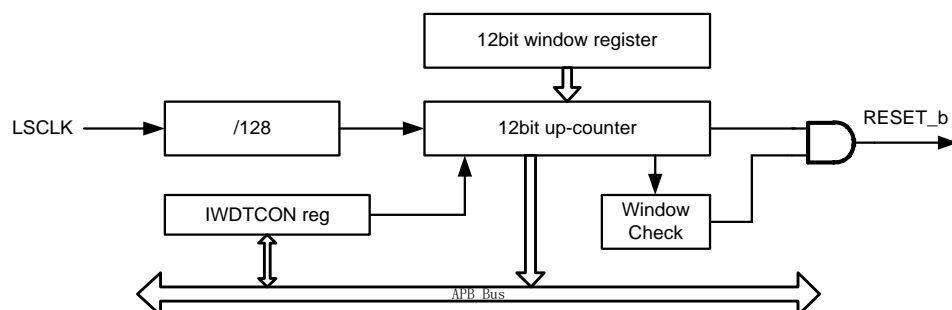 12bit window register
LSCLK
/128
12bit up-counter
RESET_b
IWDTCON reg
Window
Check
APB Bus